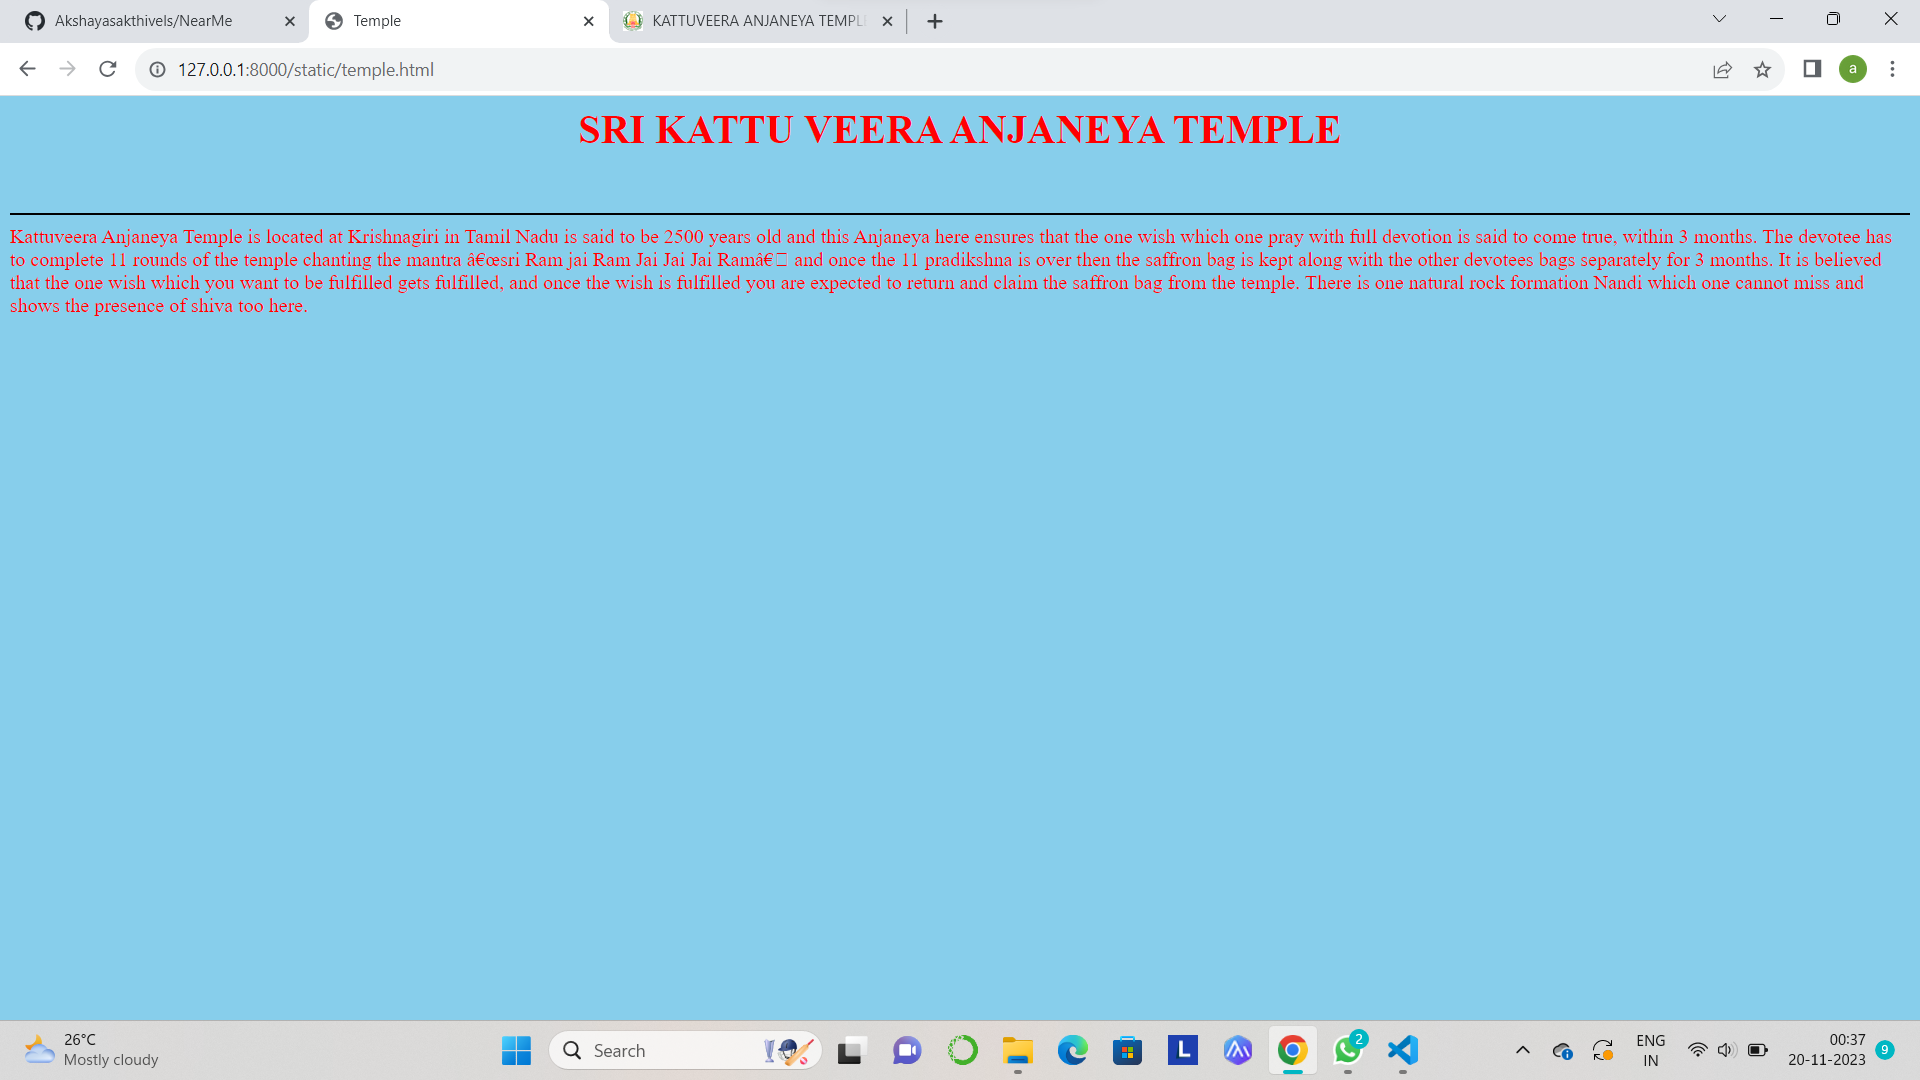 Akshayasakthivels/NearMe
Temple
KATTUVEERA ANJANEYA TEMPL
127.0.0.1:8000/static/temple.html
a
SRI KATTU VEERA ANJANEYA TEMPLE
Kattuveera Anjaneya Temple is located at Krishnagiri in Tamil Nadu is said to be 2500 years old and this Anjaneya here ensures that the one wish which one pray with full devotion is said to come true, within 3 months. The devotee has
to complete 11 rounds of the temple chanting the mantra â€œsri Ram jai Ram Jai Jai Jai Ramâ€ and once the 11 pradikshna is over then the saffron bag is kept along with the other devotees bags separately for 3 months. It is believed
that the one wish which you want to be fulfilled gets fulfilled, and once the wish is fulfilled you are expected to return and claim the saffron bag from the temple. There is one natural rock formation Nandi which one cannot miss and
shows the presence of shiva too here.
26°C
Mostly cloudy
Search
L
2
ENG
IN
00:37
20-11-2023
9